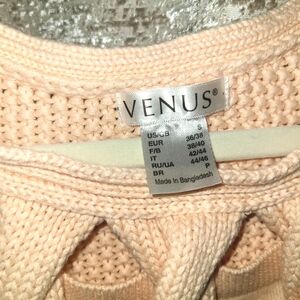 VENUS®
US/GB S
EUR 36/38
F/B 38/40
IT 42/44
RU/UA 44/46
BR P
Made In Bangladesh